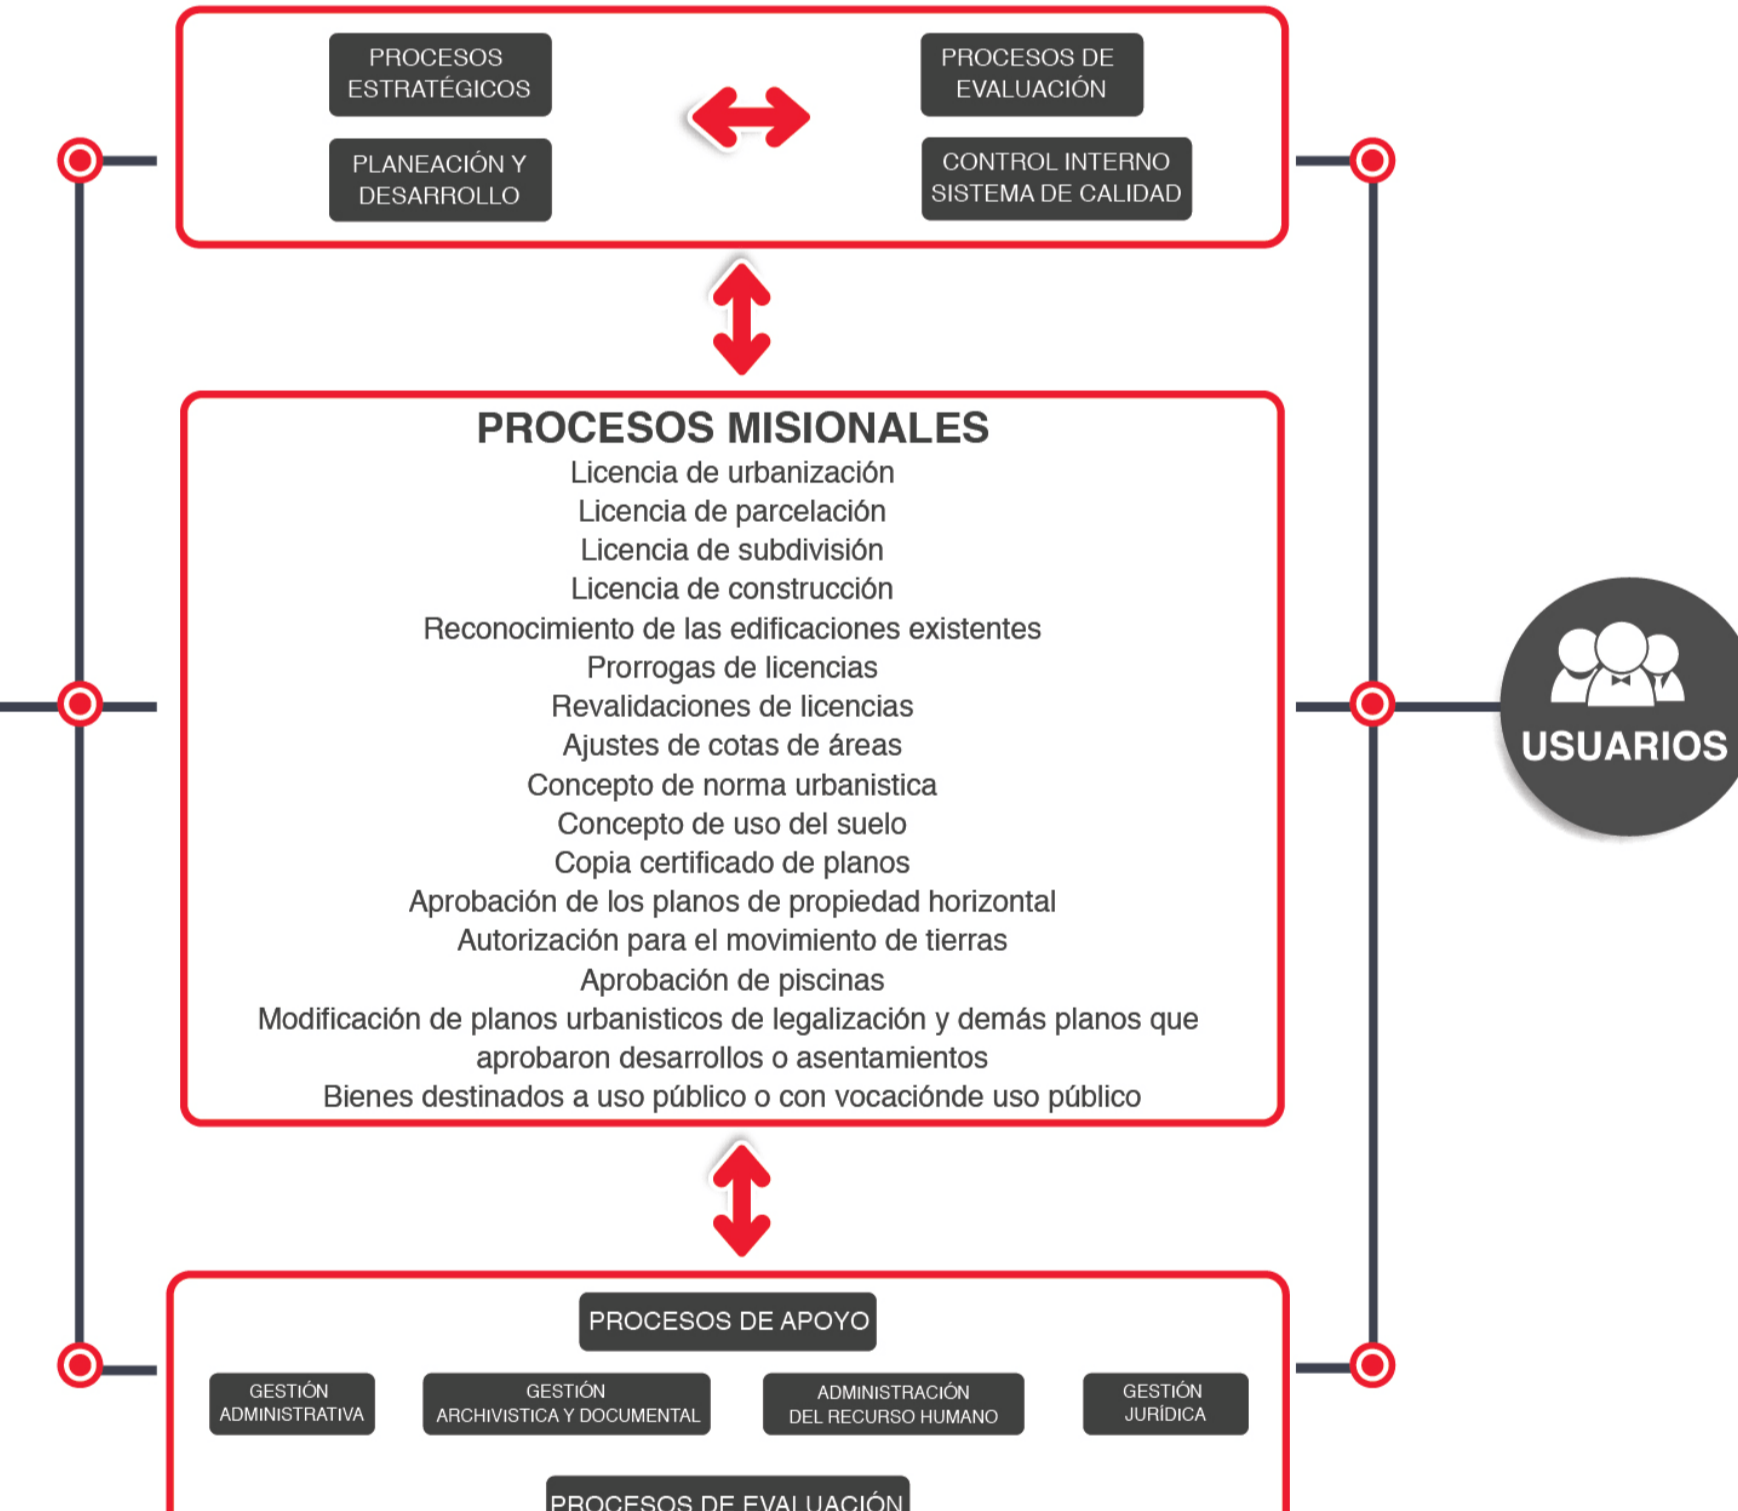 PROCESOS
ESTRATÉGICOS
PROCESOS DE
EVALUACIÓN
PLANEACIÓN Y
DESARROLLO
CONTROL INTERNO
SISTEMA DE CALIDAD
PROCESOS MISIONALES
Licencia de urbanización
Licencia de parcelación
Licencia de subdivisión
Licencia de construcción
Reconocimiento de las edificaciones existentes
Prorrogas de licencias
Revalidaciones de licencias
Ajustes de cotas de áreas
Concepto de norma urbanistica
Concepto de uso del suelo
Copia certificado de planos
Aprobación de los planos de propiedad horizontal
Autorización para el movimiento de tierras
Aprobación de piscinas
Modificación de planos urbanisticos de legalización y demás planos que
aprobaron desarrollos o asentamientos
Bienes destinados a uso público o con vocaciónde uso público
USUARIOS
PROCESOS DE APOYO
GESTIÓN
ADMINISTRATIVA
GESTIÓN
ARCHIVISTICA Y DOCUMENTAL
ADMINISTRACIÓN
DEL RECURSO HUMANO
GESTIÓN
JURÍDICA
PROCESOS DE EVALUACIÓN